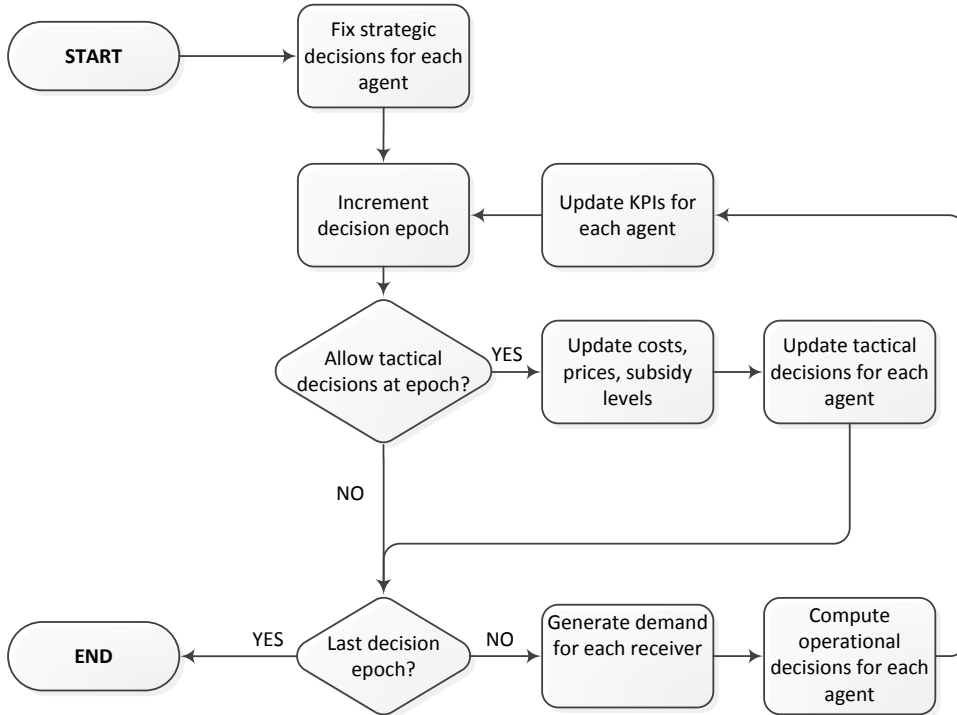 START
Fix strategic
decisions for each
agent
Increment
decision epoch
Update KPIs for
each agent
Allow tactical
decisions at epoch?
YES
Update costs,
prices, subsidy
levels
Update tactical
decisions for each
agent
NO
END
YES
Last decision
epoch?
NO
Generate demand
for each receiver
Compute
operational
decisions for each
agent